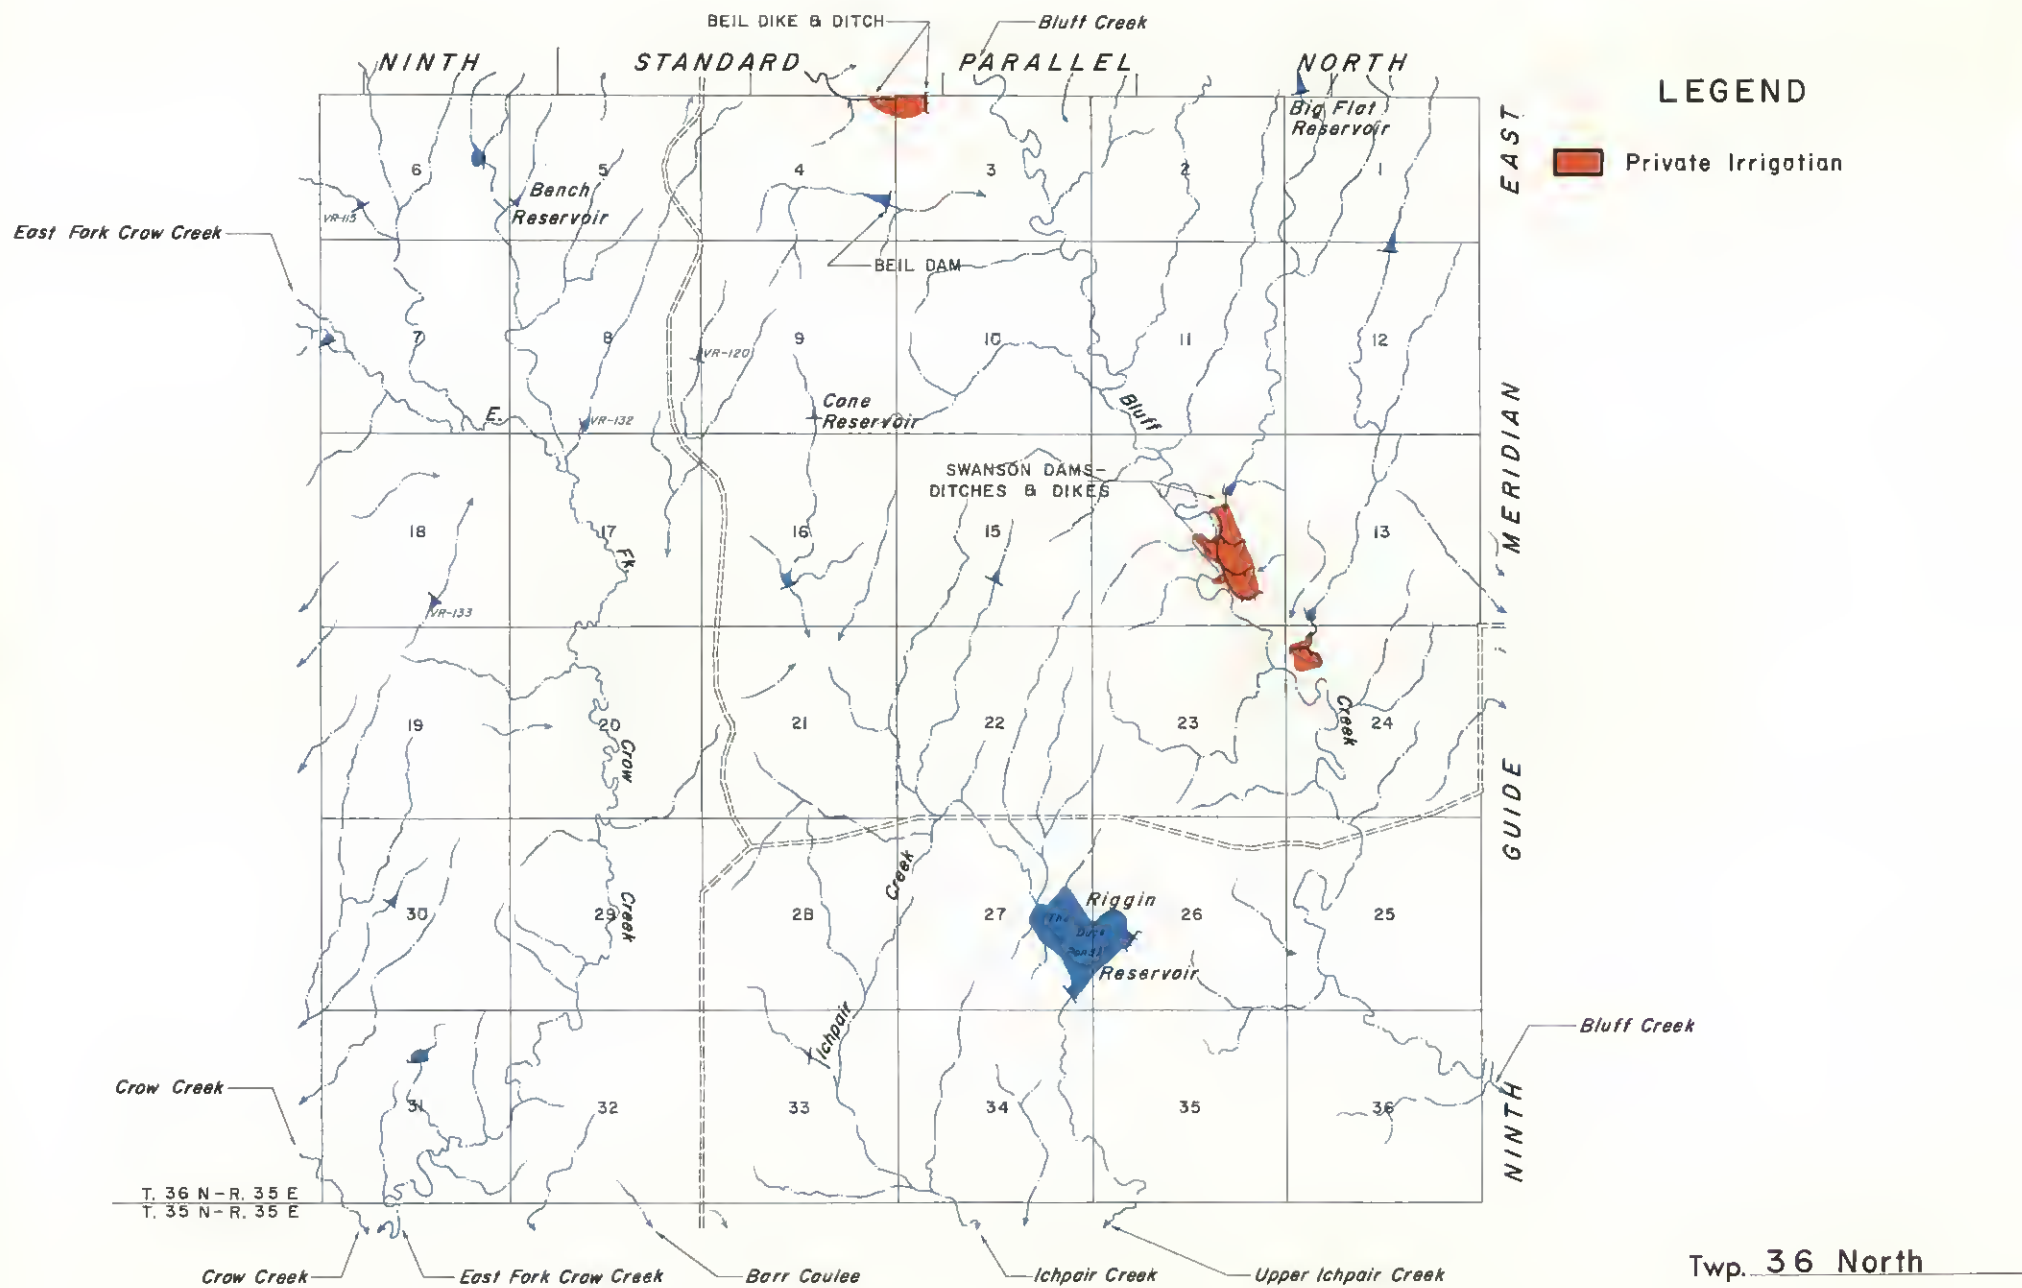 BEIL DIKE & DITCH
Bluff Creek
NINTH STANDARD PARALLEL NORTH
LEGEND
Private Irrigation
EAST
MERIDIAN
GUIDE
NINTH
Big Flat
Reservoir
6
5
4
3
2
1
Bench
Reservoir
VR-115
East Fork Crow Creek
BEIL DAM
7
8
9
10
11
12
VR-120
Cone
Reservoir
E.
VR-132
Bluff
SWANSON DAMS-
DITCHES & DIKES
18
17
16
15
13
Fk.
VR-133
19
20
21
22
23
24
Crow
Creek
30
29
28
27
26
25
Creek
Creek
Riggin
The
Duck
Ponds
Reservoir
Ichpair
Bluff Creek
Crow Creek
31
32
33
34
35
36
T. 36 N-R. 35 E
T. 35 N-R. 35 E
Crow Creek
East Fork Crow Creek
Barr Coulee
Ichpair Creek
Upper Ichpair Creek
Twp. 36 North